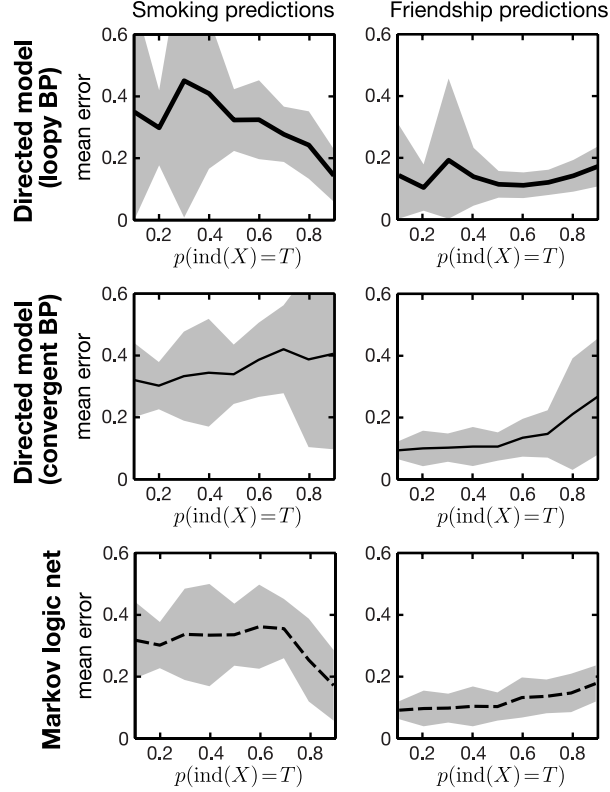 Smoking predictions
Friendship predictions
Directed model
(loopy BP)
mean error
0.6
0.4
0.2
0
0.2 0.4 0.6 0.8
p(ind(X)=T)
0.6
0.4
0.2
0
0.2 0.4 0.6 0.8
p(ind(X)=T)
Directed model
(convergent BP)
mean error
0.6
0.4
0.2
0
0.2 0.4 0.6 0.8
p(ind(X)=T)
0.6
0.4
0.2
0
0.2 0.4 0.6 0.8
p(ind(X)=T)
Markov logic net
mean error
0.6
0.4
0.2
0
0.2 0.4 0.6 0.8
p(ind(X)=T)
0.6
0.4
0.2
0
0.2 0.4 0.6 0.8
p(ind(X)=T)